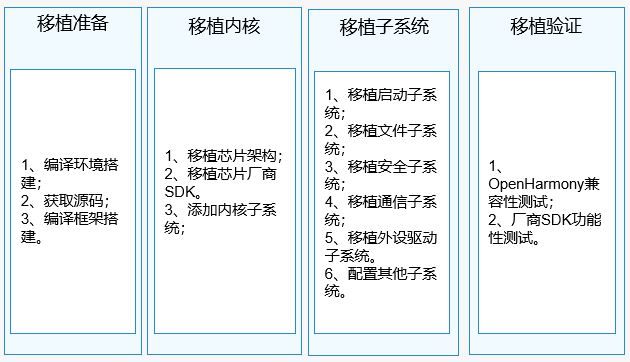 移植准备
1、编译环境搭
建；
2、获取源码；
3、编译框架搭
建。
移植内核
1、移植芯片架构；
2、移植芯片厂商
SDK。
3、添加内核子系
统；
移植子系统
1、移植启动子系
统；
2、移植文件子系
统；
3、移植安全子系
统；
4、移植通信子系
统；
5、移植外设驱动
子系统。
6、配置其他子系
统。
移植验证
1、
OpenHarmony兼
容性测试；
2、厂商SDK功能
性测试。